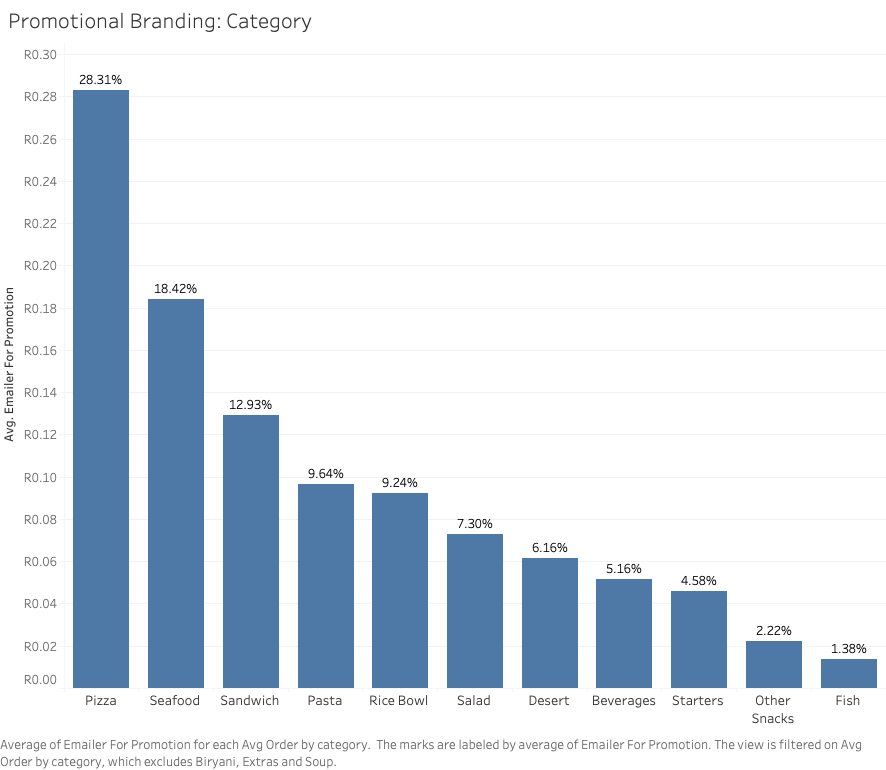 Promotional Branding: Category
R0.30
R0.28
R0.26
R0.24
R0.22
R0.20
R0.18
R0.16
R0.14
R0.12
R0.10
R0.08
R0.06
R0.04
R0.02
R0.00
Avg. Emailer For Promotion
28.31%
18.42%
12.93%
9.64%
9.24%
7.30%
6.16%
5.16%
4.58%
2.22%
1.38%
Pizza
Seafood
Sandwich
Pasta
Rice Bowl
Salad
Desert
Beverages
Starters
Other
Snacks
Fish
Average of Emailer For Promotion for each Avg Order by category.  The marks are labeled by average of Emailer For Promotion. The view is filtered on Avg
Order by category, which excludes Biryani, Extras and Soup.